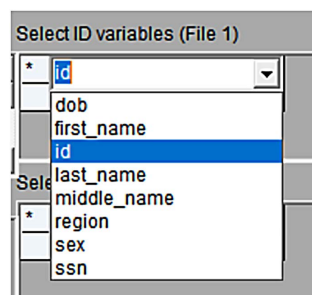 Select ID variables (File 1)
* id
dob
first_name
id
last_name
middle_name
region
sex
ssn
Sele
*